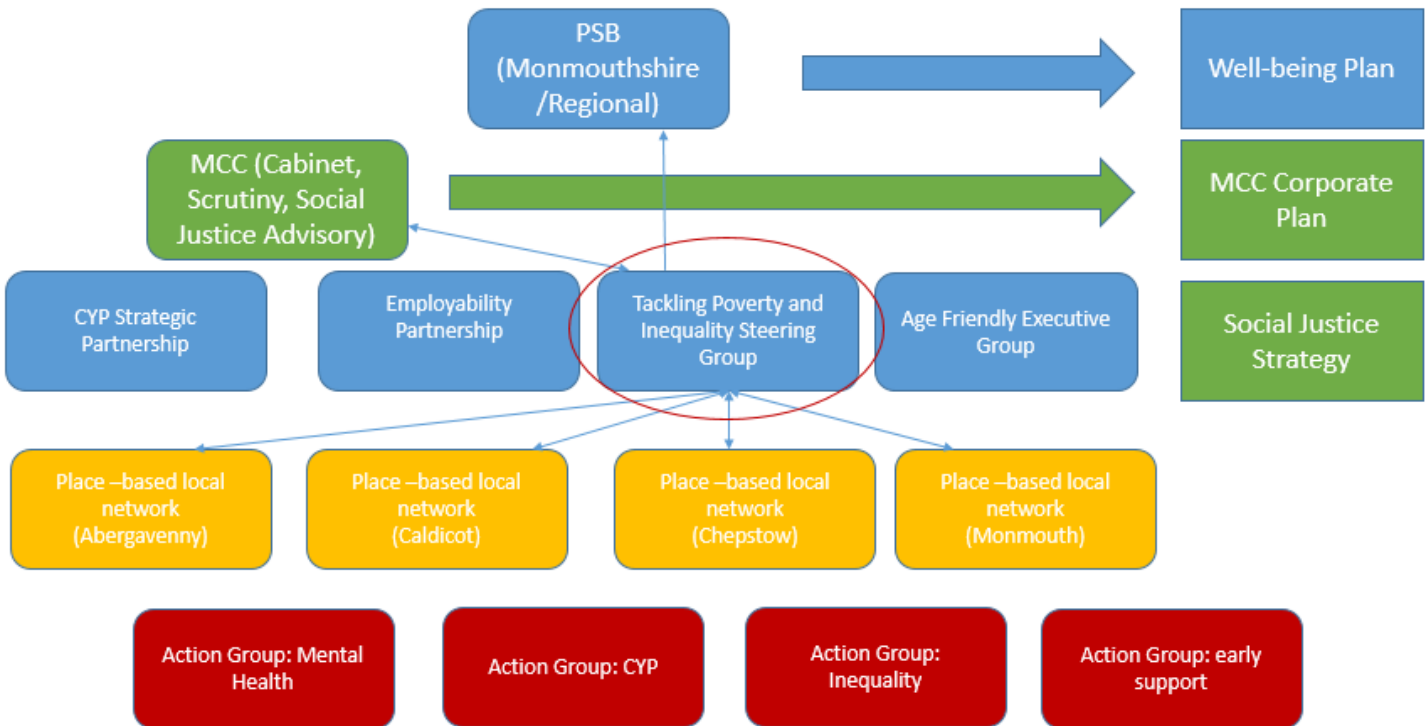 PSB
(Monmouthshire
/Regional)
Well-being Plan
MCC (Cabinet,
Scrutiny, Social
Justice Advisory)
MCC Corporate
Plan
CYP Strategic
Partnership
Employability
Partnership
Tackling Poverty and
Inequality Steering
Group
Age Friendly Executive
Group
Social Justice
Strategy
Place –based local
network
(Abergavenny)
Place –based local
network
(Caldicot)
Place –based local
network
(Chepstow)
Place –based local
network
(Monmouth)
Action Group: Mental
Health
Action Group: CYP
Action Group:
Inequality
Action Group: early
support